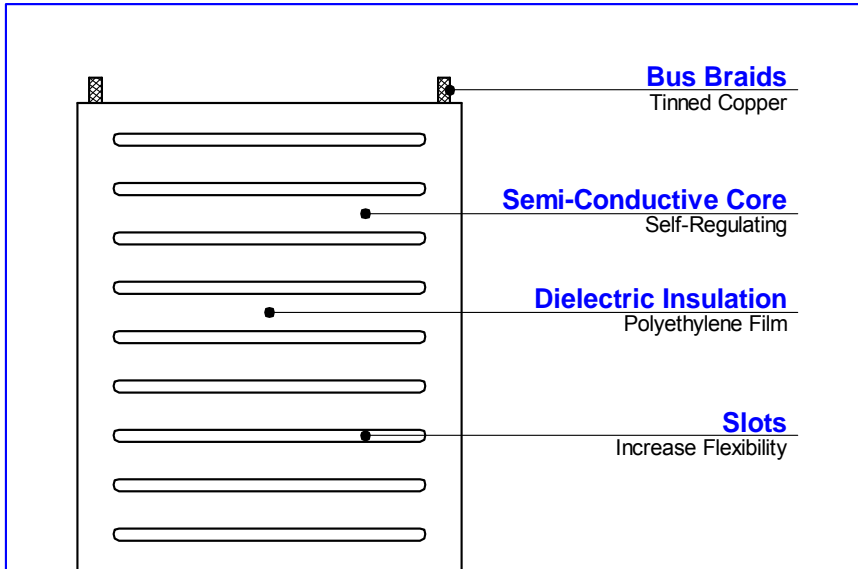 Bus Braids
Tinned Copper
Semi-Conductive Core
Self-Regulating
Dielectric Insulation
Polyethylene Film
Slots
Increase Flexibility